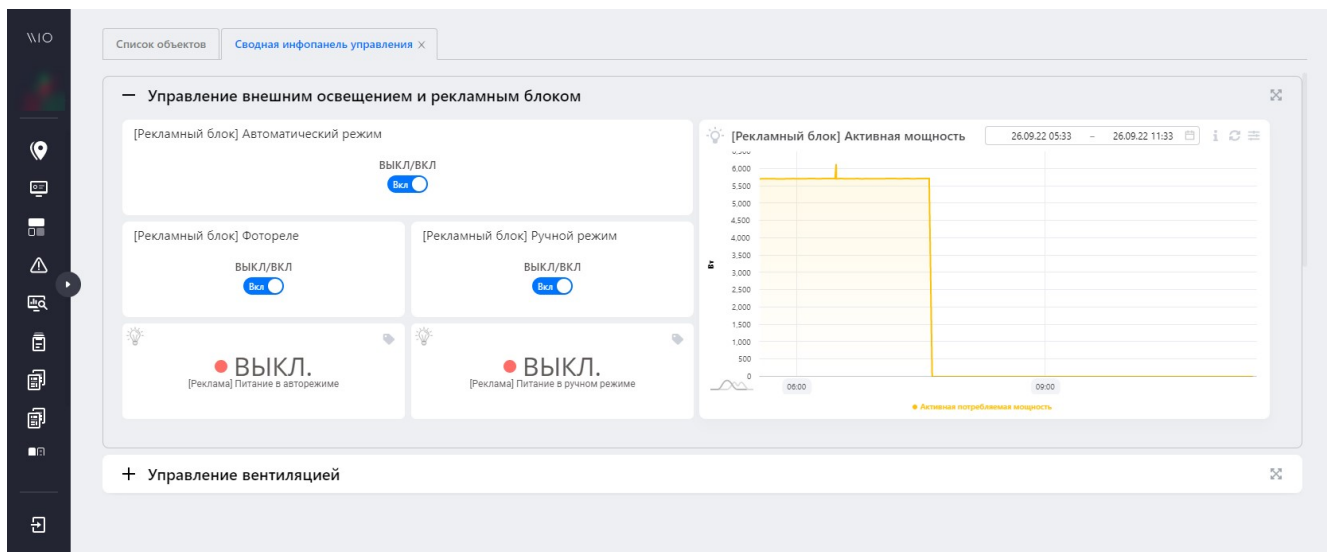 \\IO
Список объектов
Сводная инфопанель управления
Управление внешним освещением и рекламным блоком
[Рекламный блок] Автоматический режим
ВЫКЛ/ВКЛ
Вкл
[Рекламный блок] Фотореле
ВЫКЛ/ВКЛ
Вкл
[Рекламный блок] Ручной режим
ВЫКЛ/ВКЛ
Вкл
ВЫКЛ.
[Реклама] Питание в авторежиме
ВЫКЛ.
[Реклама] Питание в ручном режиме
[Рекламный блок] Активная мощность
26.09.22 05:33 – 26.09.22 11:33
6,500
6,000
5,500
5,000
4,500
4,000
3,500
3,000
2,500
2,000
1,500
1,000
500
0
Вт
06:00
09:00
Активная потребляемая мощность
Управление вентиляцией